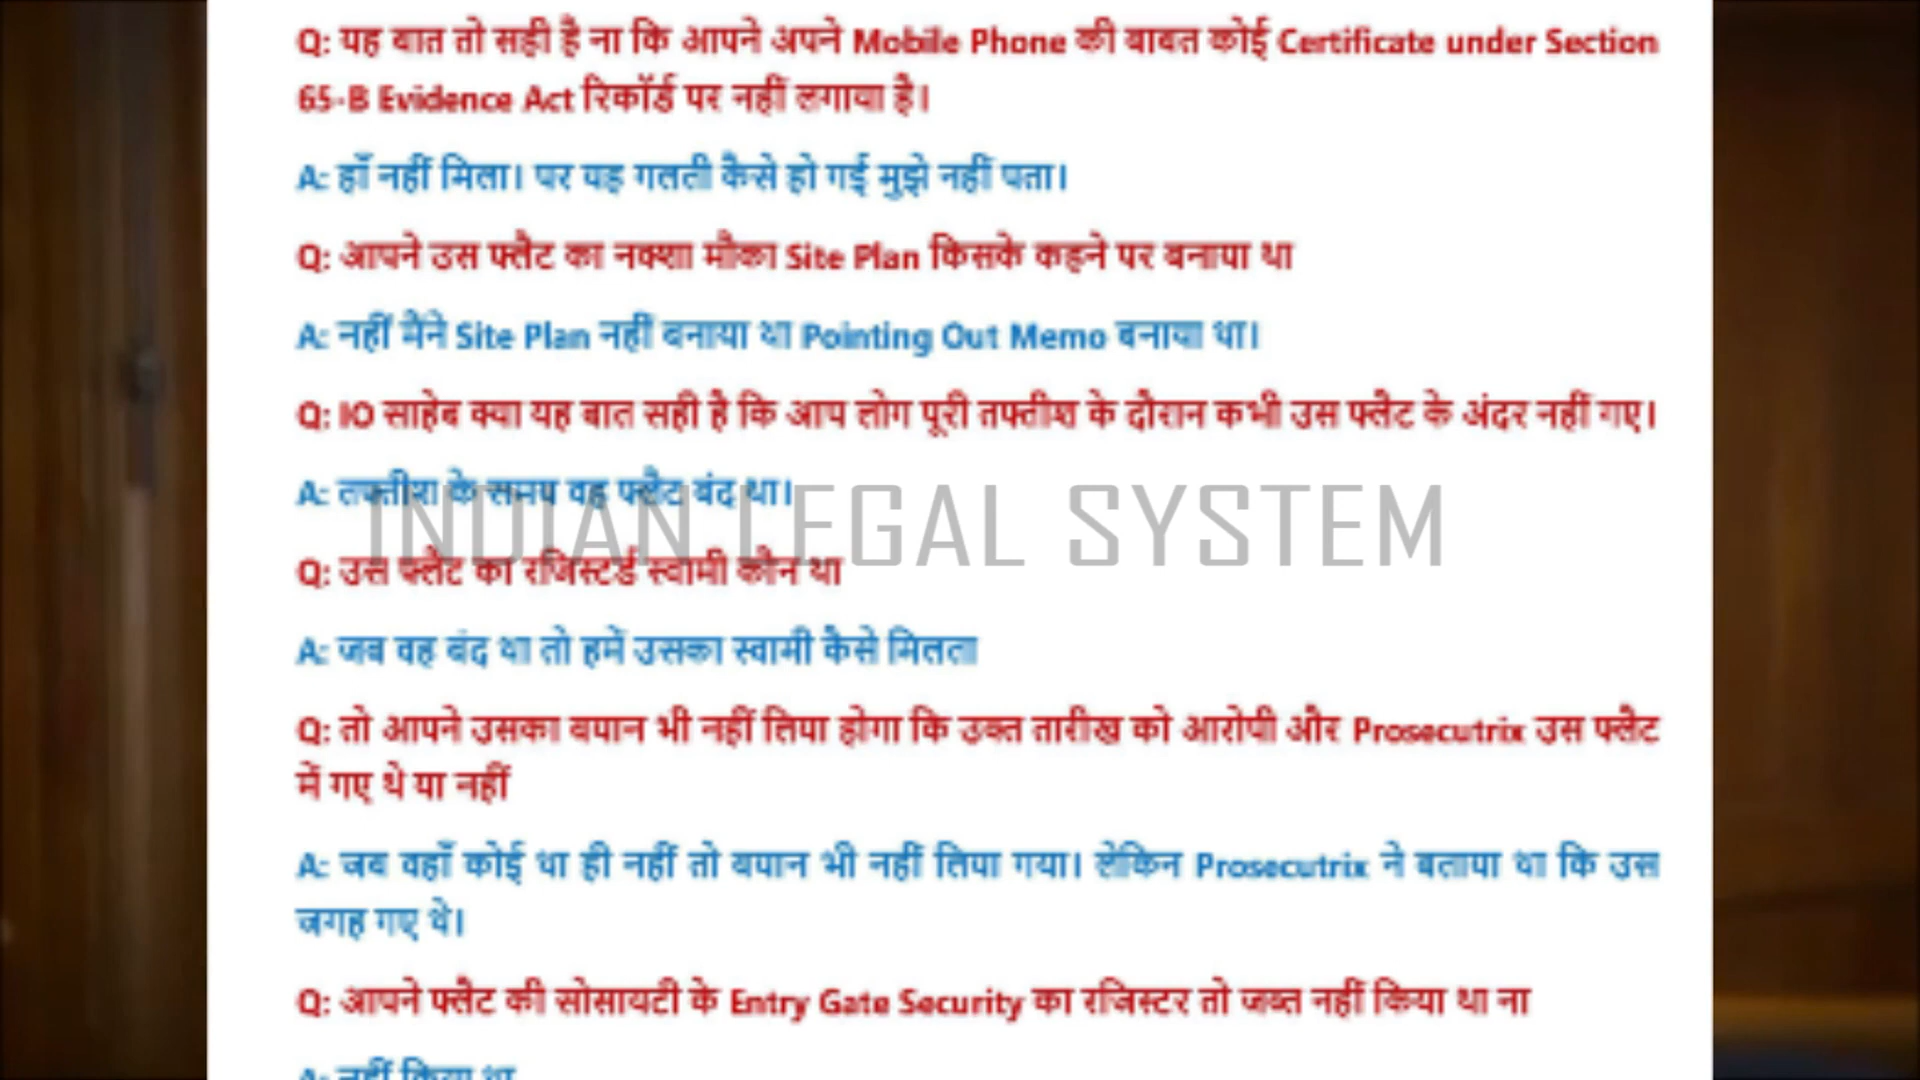 Q: यह बात तो सही है ना कि आपने अपने Mobile Phone की बाबत कोई Certificate under Section
65-B Evidence Act रिकॉर्ड पर नहीं लगाया है।
A: हाँ नहीं मिला। पर यह गलती कैसे हो गई मुझे नहीं पता।
Q: आपने उस फ्लैट का नक्शा मौका Site Plan किसके कहने पर बनाया था
A: नहीं मैंने Site Plan नहीं बनाया था Pointing Out Memo बनाया था।
Q: IO साहेब क्या यह बात सही है कि आप लोग पूरी तफ्तीश के दौरान कभी उस फ्लैट के अंदर नहीं गए।
A: तफ्तीश के समय वह फ्लैट बंद था।
INDIAN LEGAL SYSTEM
Q: उस फ्लैट का रजिस्टर्ड स्वामी कौन था
A: जब वह बंद था तो हमें उसका स्वामी कैसे मिलता
Q: तो आपने उसका बयान भी नहीं लिया होगा कि उक्त तारीख को आरोपी और Prosecutrix उस फ्लैट
में गए थे या नहीं
A: जब वहाँ कोई था ही नहीं तो बयान भी नहीं लिया गया। लेकिन Prosecutrix ने बताया था कि उस
जगह गए थे।
Q: आपने फ्लैट की सोसायटी के Entry Gate Security का रजिस्टर तो जब्त नहीं किया था ना
A: नहीं किया था